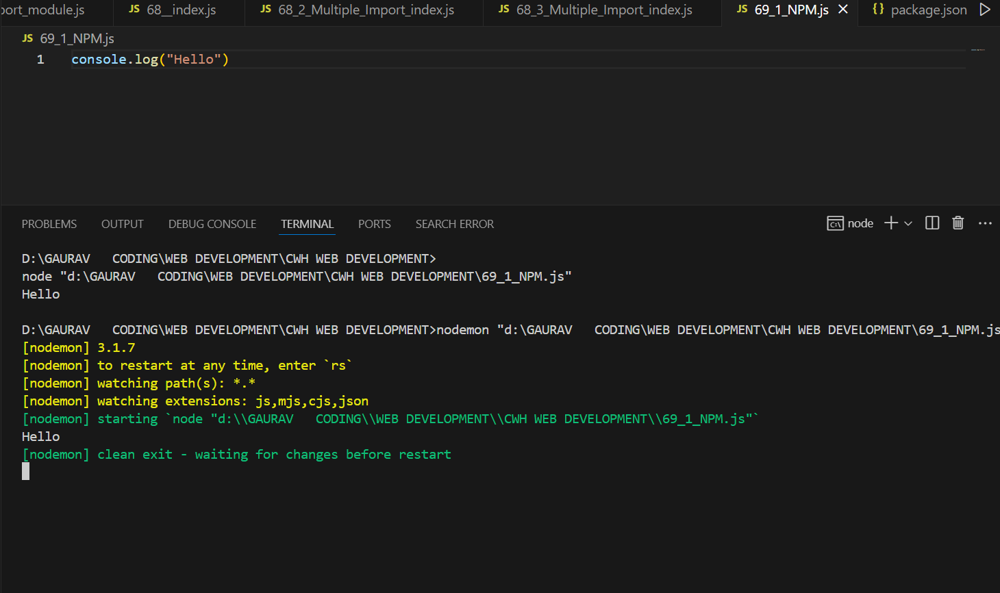 port_module.js JS 68__index.js JS 68_2_Multiple_Import_index.js JS 68_3_Multiple_Import_index.js JS 69_1_NPM.js {} package.json
JS 69_1_NPM.js
1 console.log("Hello")
PROBLEMS OUTPUT DEBUG CONSOLE TERMINAL PORTS SEARCH ERROR node
D:\GAURAV   CODING\WEB DEVELOPMENT\CWH WEB DEVELOPMENT>
node "d:\GAURAV   CODING\WEB DEVELOPMENT\CWH WEB DEVELOPMENT\69_1_NPM.js"
Hello
D:\GAURAV   CODING\WEB DEVELOPMENT\CWH WEB DEVELOPMENT>nodemon "d:\GAURAV   CODING\WEB DEVELOPMENT\CWH WEB DEVELOPMENT\69_1_NPM.js
[nodemon] 3.1.7
[nodemon] to restart at any time, enter `rs`
[nodemon] watching path(s): *.*
[nodemon] watching extensions: js,mjs,cjs,json
[nodemon] starting `node "d:\\GAURAV   CODING\\WEB DEVELOPMENT\\CWH WEB DEVELOPMENT\\69_1_NPM.js"`
Hello
[nodemon] clean exit - waiting for changes before restart